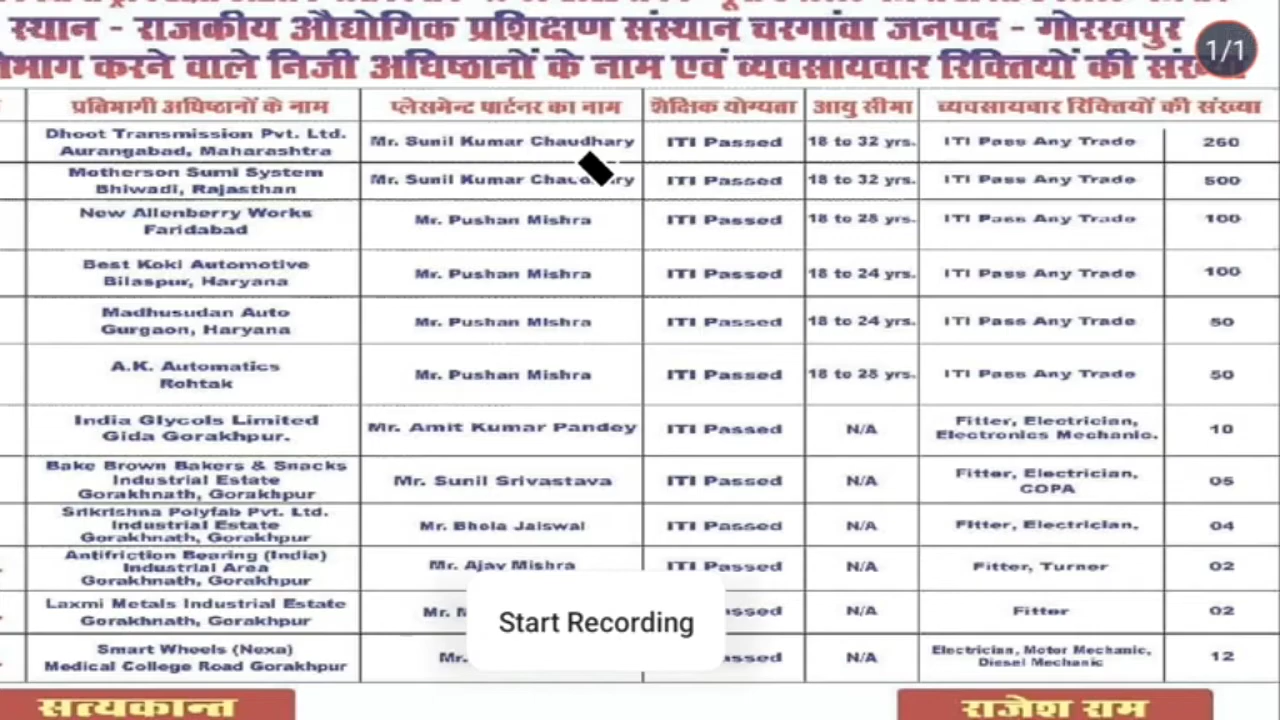 स्थान - राजकीय औद्योगिक प्रशिक्षण संस्थान चरगांवा जनपद - गोरखपुर
1/1
करने वाले निजी अधिष्ठानों के नाम एवं व्यवसायवार रिक्तियों की
प्रतिभागी अधिष्ठानों के नाम प्लेसमेन्ट पार्टनर का नाम शैक्षिक योग्यता आयु सीमा व्यवसायवार रिक्तियों की संख्या
Dhoot Transmission Pvt. Ltd.
Aurangabad, Maharashtra
Mr. Sunil Kumar Chaudhary ITI Passed 18 to 32 yrs. ITI Pass Any Trade 260
Motherson Sumi System
Bhiwadi, Rajasthan
Mr. Sunil Kumar ITI Passed 18 to 32 yrs. ITI Pass Any Trade 500
New Allenberry Works
Faridabad
Mr. Pushan Mishra ITI Passed 18 to 28 yrs. ITI Pass Any Trade 100
Best Koki Automotive
Bilaspur, Haryana
Mr. Pushan Mishra ITI Passed 18 to 24 yrs. ITI Pass Any Trade 100
Madhusudan Auto
Gurgaon, Haryana
Mr. Pushan Mishra ITI Passed 18 to 24 yrs. ITI Pass Any Trade 50
A.K. Automatics
Rohtak
Mr. Pushan Mishra ITI Passed 18 to 28 yrs. ITI Pass Any Trade 50
India Glycols Limited
Gida Gorakhpur.
Mr. Amit Kumar Pandey ITI Passed N/A
Fitter, Electrician,
Electronics Mechanic.
10
Bake Brown Bakers & Snacks
Industrial Estate
Gorakhnath, Gorakhpur
Mr. Sunil Srivastava ITI Passed N/A
Fitter, Electrician,
COPA
05
Srikrishna Polyfab Pvt. Ltd.
Industrial Estate
Gorakhnath, Gorakhpur
Mr. Bhola Jaiswal ITI Passed N/A Fitter, Electrician, 04
Antifriction Bearing (India)
Industrial Area
Gorakhnath, Gorakhpur
Mr. Ajay Mishra ITI Passed N/A Fitter, Turner 02
Laxmi Metals Industrial Estate
Gorakhnath, Gorakhpur
Mr. N/A Fitter 02
Start Recording
Smart Wheels (Nexa)
Medical College Road Gorakhpur
Mr. N/A
Electrician, Motor Mechanic,
Diesel Mechanic
12
सत्यकान्त राजेश राम